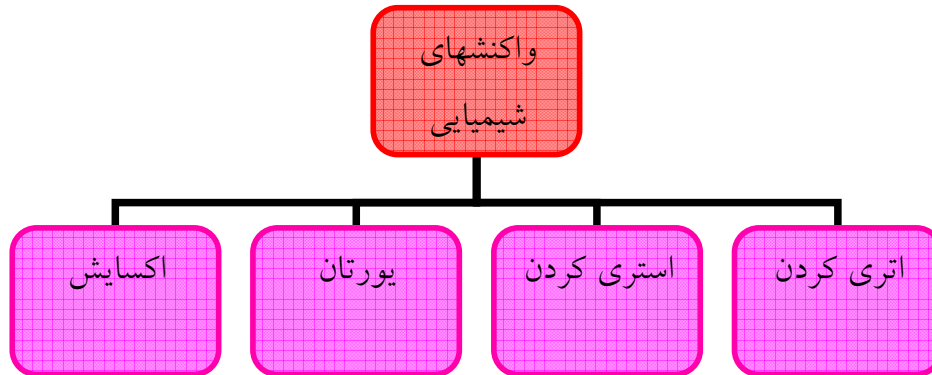 واکنشهای
شیمیایی
اتری کردن
استری کردن
یورتان
اکسایش